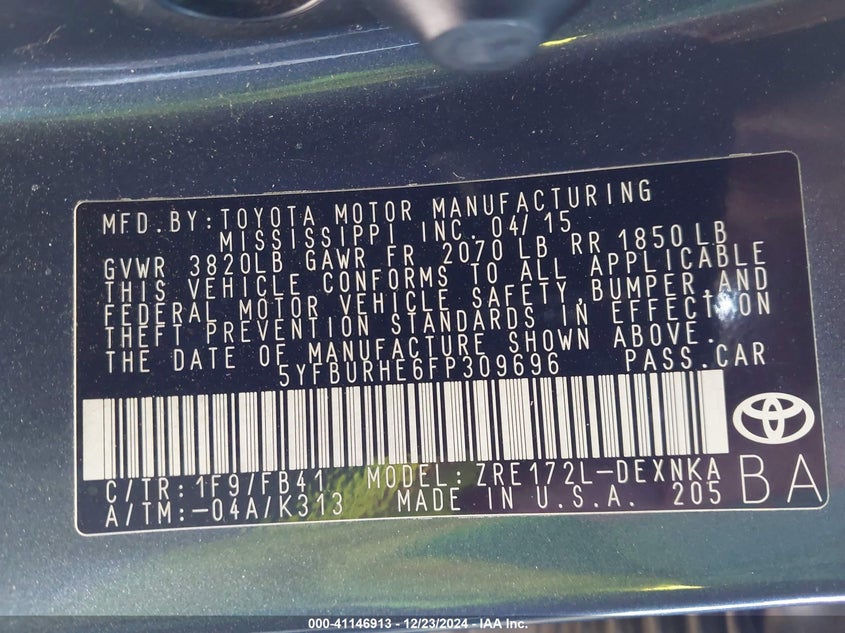 MFD.BY:TOYOTA MOTOR MANUFACTURING
MISSISSIPPI INC. 04/15
GVWR 3820LB GAWR FR 2070 LB RR 1850LB
THIS VEHICLE CONFORMS TO ALL APPLICABLE
FEDERAL MOTOR VEHICLE SAFETY,BUMPER,AND
THEFT PREVENTION STANDARDS IN EFFECT ON
THE DATE OF MANUFACTURE SHOWN ABOVE.
5YFBURHE6FP309696 PASS.CAR
C/TR:1F9/FB41 MODEL:ZRE172L-DEXNKA
A/TM:-04A/K313 MADE IN U.S.A. 205
BA
000-41146913 - 12/23/2024 - IAA Inc.